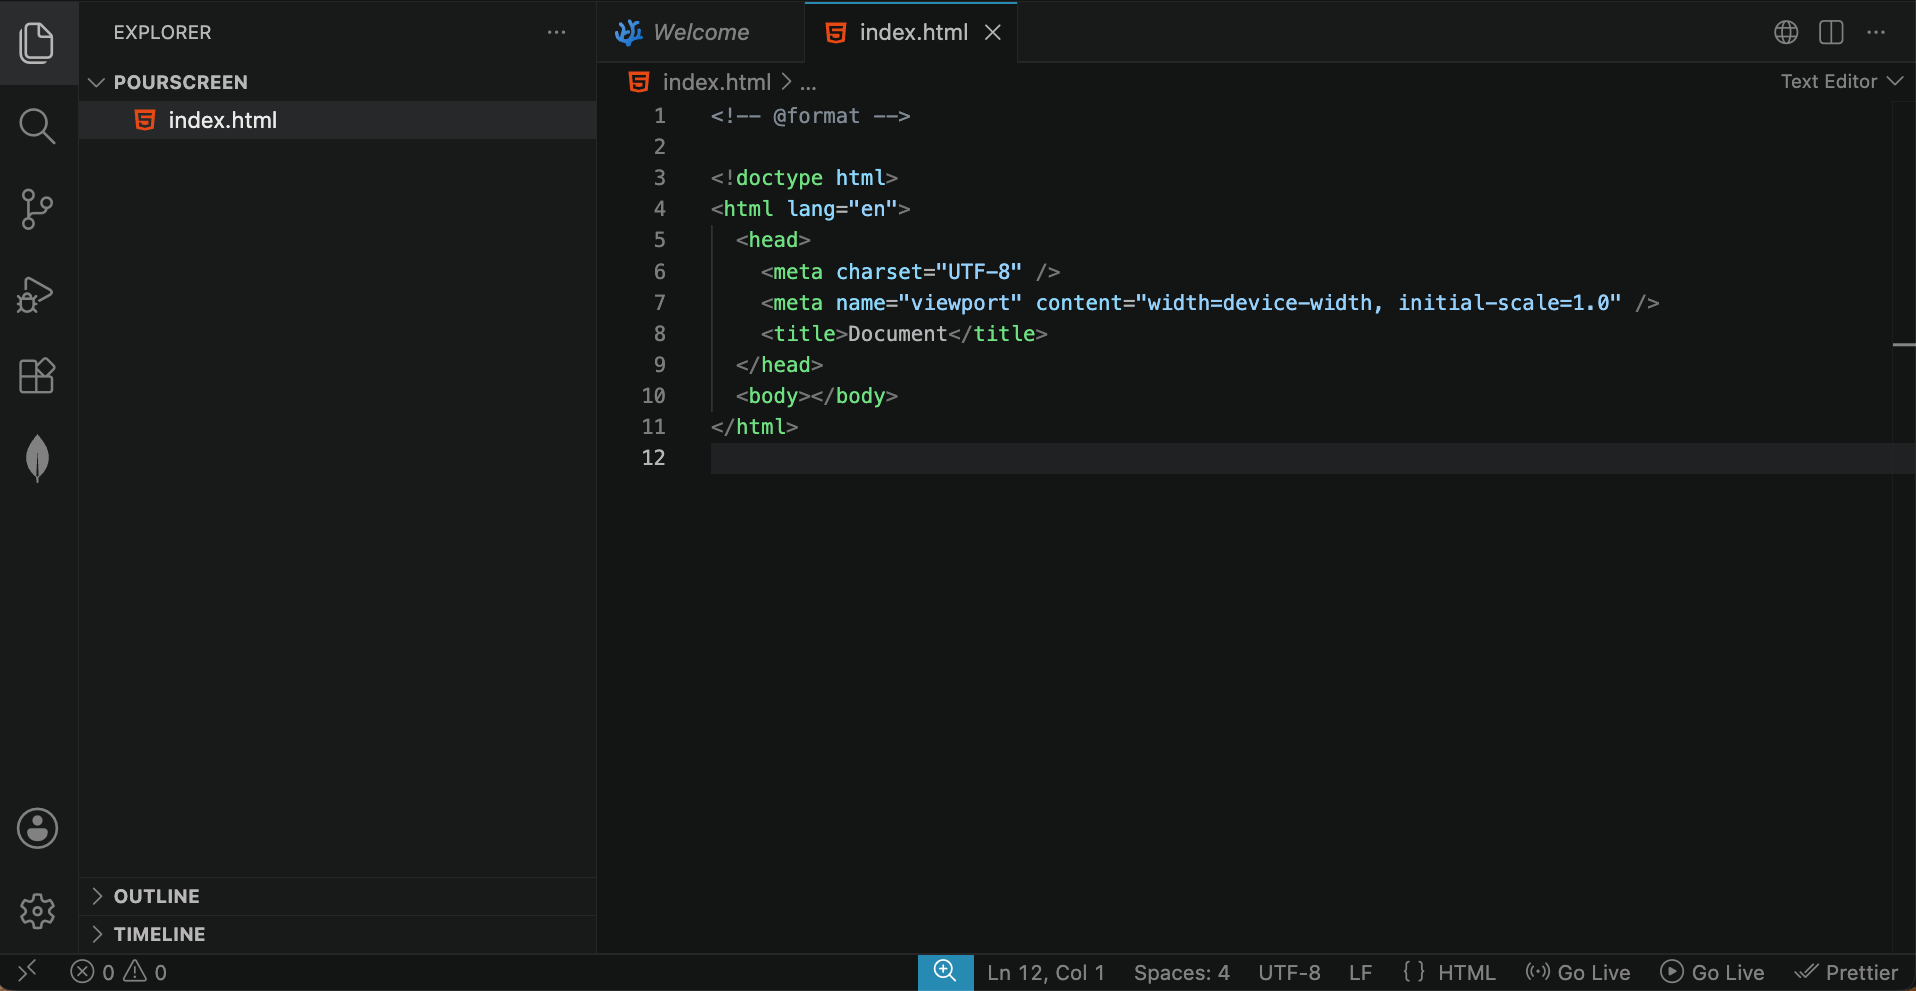 EXPLORER
POURSCREEN
index.html
OUTLINE
TIMELINE
Welcome
index.html
index.html > ...
Text Editor
1 <!-- @format -->
2
3 <!doctype html>
4 <html lang="en">
5   <head>
6     <meta charset="UTF-8" />
7     <meta name="viewport" content="width=device-width, initial-scale=1.0" />
8     <title>Document</title>
9   </head>
10   <body></body>
11 </html>
12
0 0
Ln 12, Col 1 Spaces: 4 UTF-8 LF {} HTML Go Live Go Live Prettier